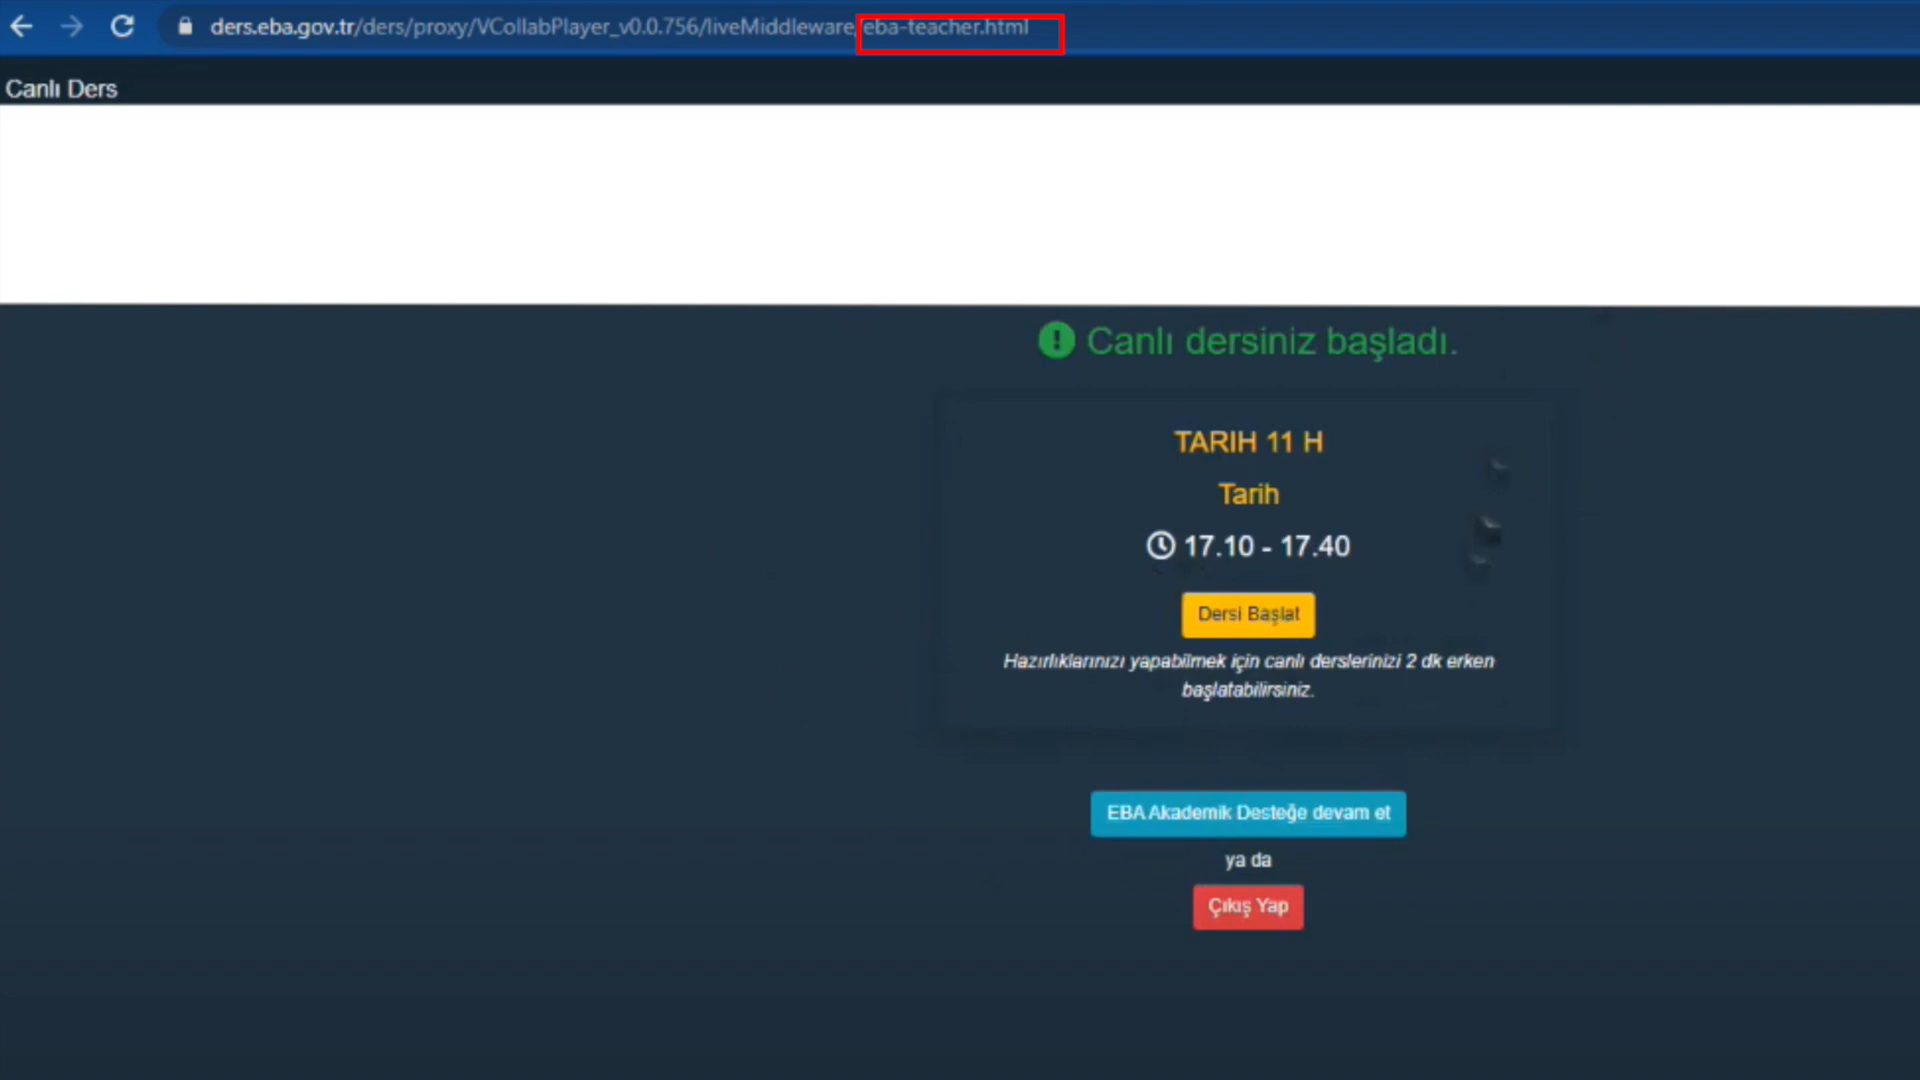 ders.eba.gov.tr/ders/proxy/VCollabPlayer_v0.0.756/liveMiddleware/eba-teacher.html
Canlı Ders
Canlı dersiniz başladı.
TARIH 11 H
Tarih
17.10 - 17.40
Dersi Başlat
Hazırlıklarınızı yapabilmek için canlı derslerinizi 2 dk erken
başlatabilirsiniz.
EBA Akademik Desteğe devam et
ya da
Çıkış Yap